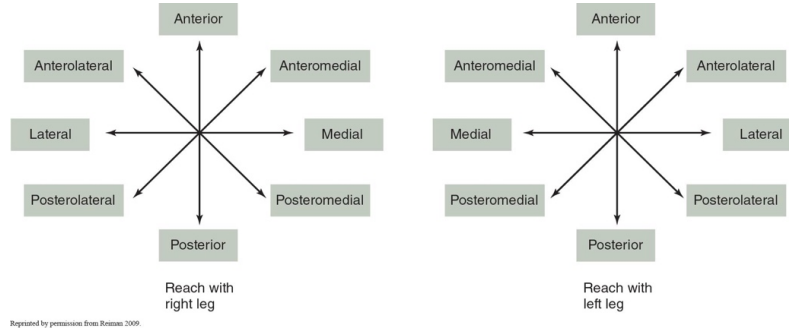 Anterior
Anterolateral
Anteromedial
Lateral
Medial
Posterolateral
Posteromedial
Posterior
Reach with
right leg
Anterior
Anteromedial
Anterolateral
Medial
Lateral
Posteromedial
Posterolateral
Posterior
Reach with
left leg
Reprinted by permission from Reiman 2009.